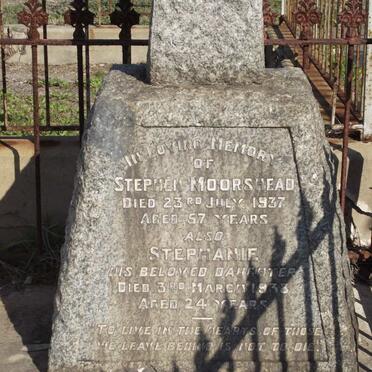 IN LOVING MEMORY
OF
STEPHEN MOORSHEAD
DIED 23RD JULY 1937
AGED 57 YEARS
ALSO
STEPHANIE
HIS BELOVED DAUGHTER
DIED 3RD MARCH 1933
AGED 24 YEARS
TO LIVE IN THE HEARTS OF THOSE
WE LEAVE BEHIND IS NOT TO DIE